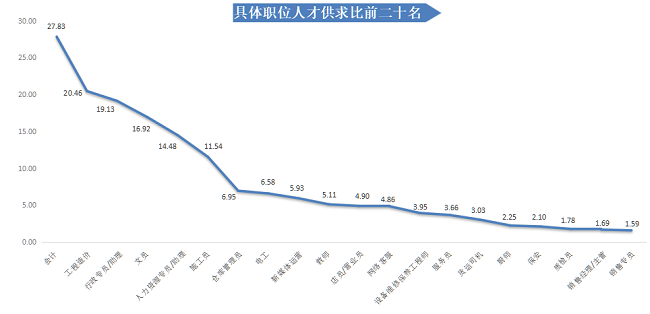 具体职位人才供求比前二十名
30.00
25.00
20.00
15.00
10.00
5.00
0.00
27.83
20.46
19.13
16.92
14.48
11.54
6.95
6.58
5.93
5.11
4.90
4.86
3.95
3.66
3.03
2.25
2.10
1.78
1.69
1.59
会计
工程造价
行政专员/助理
文员
人力资源专员/助理
施工员
仓库管理员
电工
新媒体运营
教师
店员/营业员
网络客服
设备维修保养工程师
服务员
货运司机
厨师
保安
质检员
销售经理/主管
销售专员